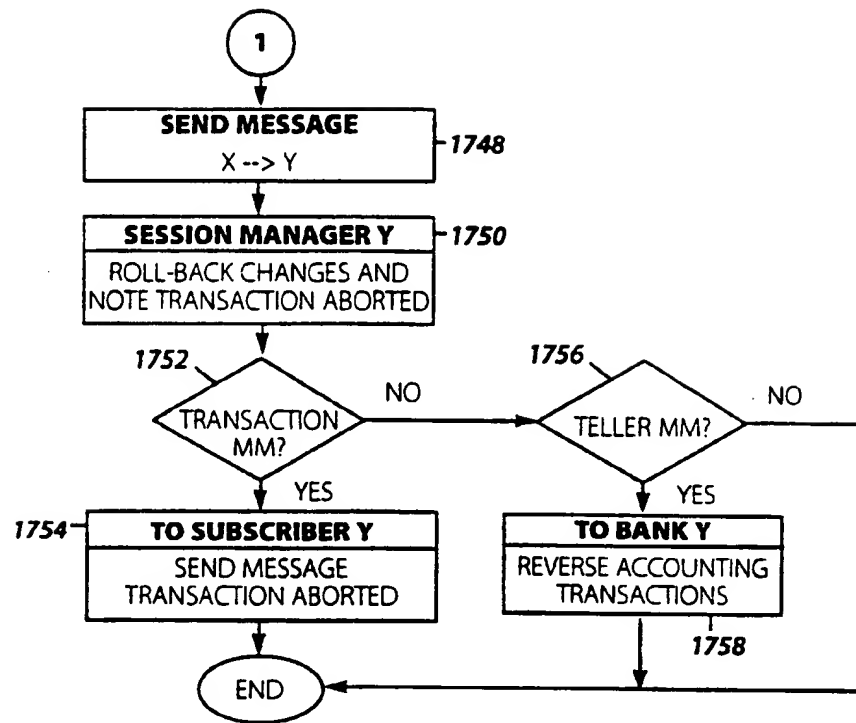 1
SEND MESSAGE
X --> Y
1748
SESSION MANAGER Y
1750
ROLL-BACK CHANGES AND
NOTE TRANSACTION ABORTED
1752
TRANSACTION
MM?
NO
YES
1756
TELLER MM?
NO
YES
1754
TO SUBSCRIBER Y
SEND MESSAGE
TRANSACTION ABORTED
TO BANK Y
REVERSE ACCOUNTING
TRANSACTIONS
1758
END